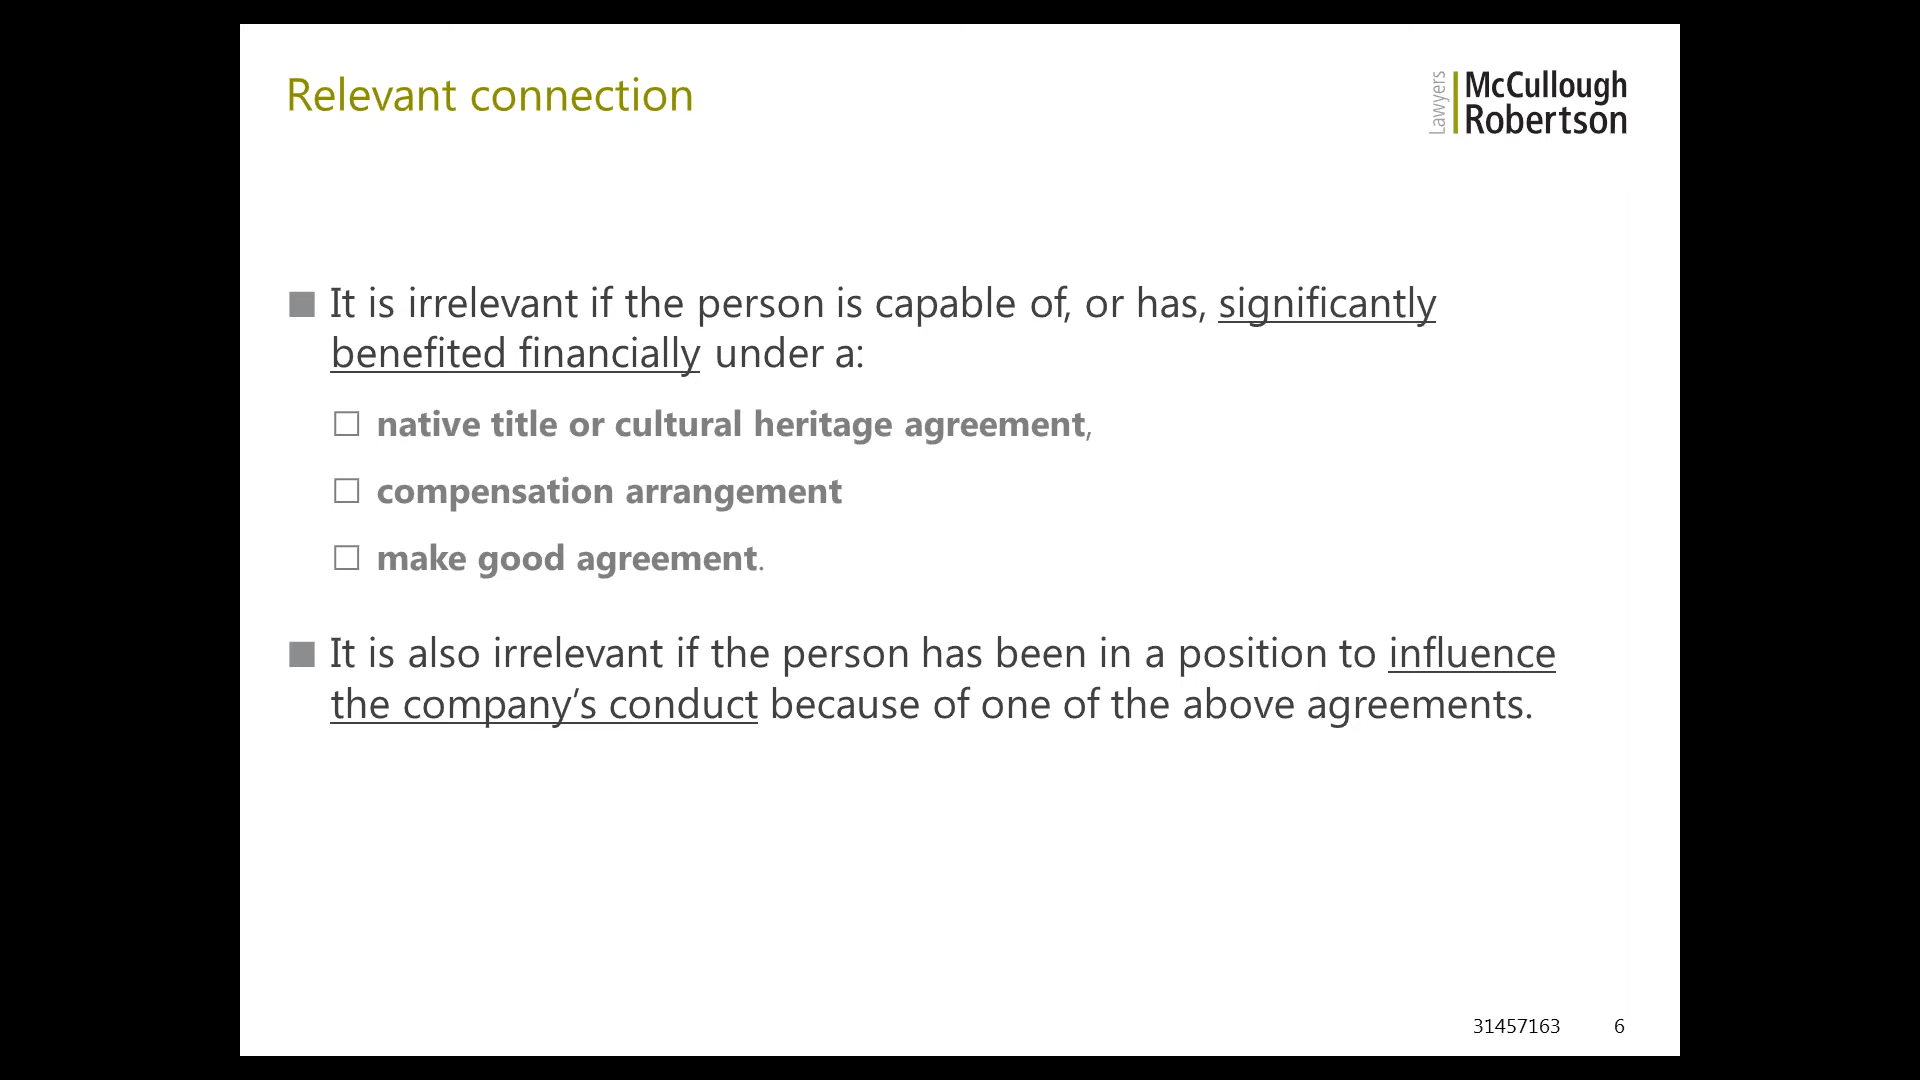 Relevant connection
Lawyers
McCullough
Robertson
It is irrelevant if the person is capable of, or has, significantly
benefited financially under a:
native title or cultural heritage agreement,
compensation arrangement
make good agreement.
It is also irrelevant if the person has been in a position to influence
the company’s conduct because of one of the above agreements.
31457163 6